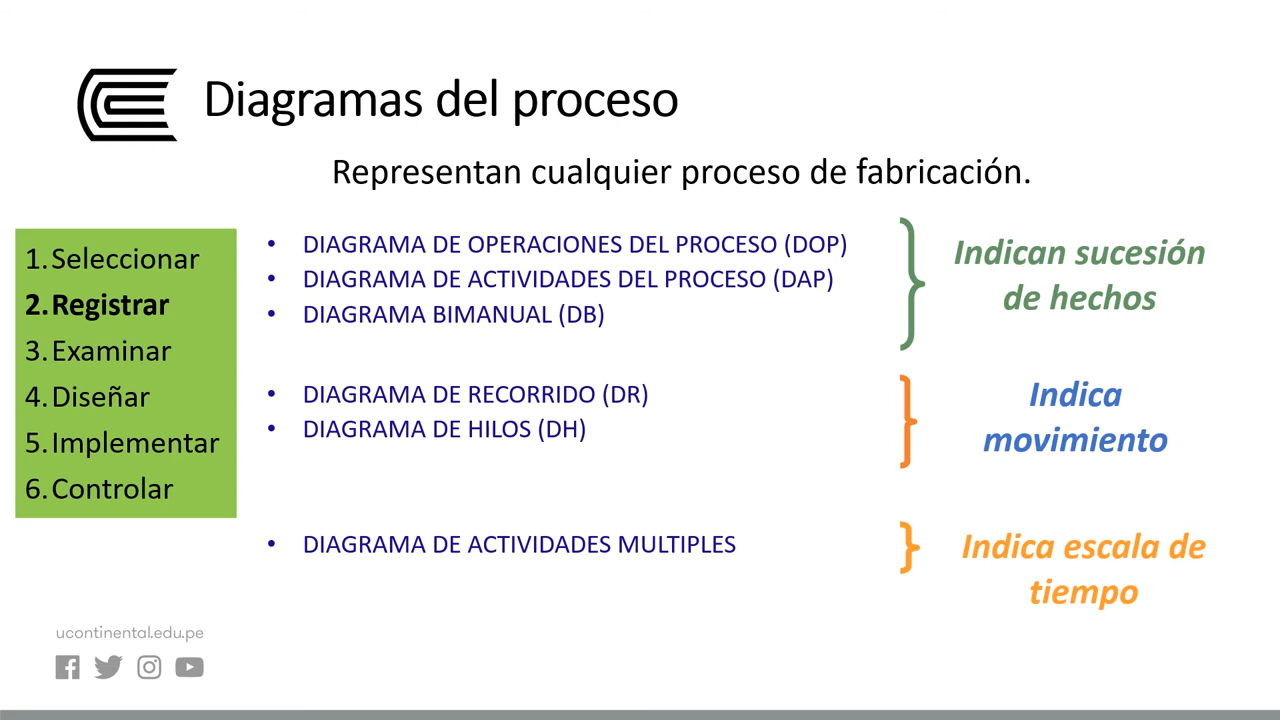 Diagramas del proceso
Representan cualquier proceso de fabricación.
1. Seleccionar
2. Registrar
3. Examinar
4. Diseñar
5. Implementar
6. Controlar
• DIAGRAMA DE OPERACIONES DEL PROCESO (DOP)
• DIAGRAMA DE ACTIVIDADES DEL PROCESO (DAP)
• DIAGRAMA BIMANUAL (DB)
Indican sucesión
de hechos
• DIAGRAMA DE RECORRIDO (DR)
• DIAGRAMA DE HILOS (DH)
Indica
movimiento
• DIAGRAMA DE ACTIVIDADES MULTIPLES
Indica escala de
tiempo
ucontinental.edu.pe